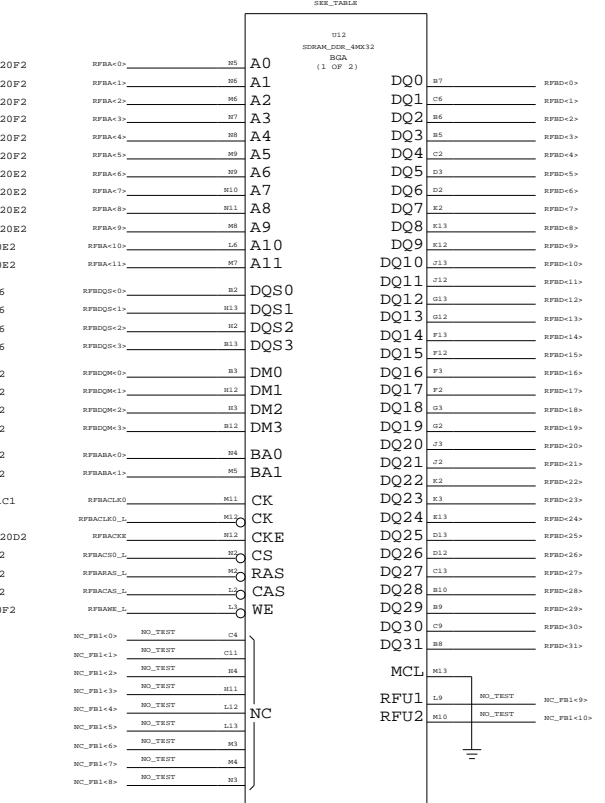 SEE_TABLE
U12
SDRAM_DDR_4MX32
BGA
(1 OF 2)
20F2 RFBA<0> N5 A0
20F2 RFBA<1> N6 A1
20F2 RFBA<2> M6 A2
20F2 RFBA<3> N7 A3
20F2 RFBA<4> N8 A4
20F2 RFBA<5> M9 A5
20E2 RFBA<6> N9 A6
20E2 RFBA<7> N10 A7
20E2 RFBA<8> N11 A8
20E2 RFBA<9> M8 A9
0E2 RFBA<10> L6 A10
0E2 RFBA<11> M7 A11
6 RFBDQS<0> B2 DQS0
6 RFBDQS<1> H13 DQS1
6 RFBDQS<2> H2 DQS2
6 RFBDQS<3> B13 DQS3
2 RFBDQM<0> B3 DM0
2 RFBDQM<1> H12 DM1
2 RFBDQM<2> H3 DM2
2 RFBDQM<3> B12 DM3
2 RFBABA<0> N4 BA0
2 RFBABA<1> M5 BA1
C1 RFBACLK0 M11 CK
RFBACLK0_L M12 CK
20D2 RFBACKE N12 CKE
2 RFBACS0_L N2 CS
2 RFBARAS_L M2 RAS
2 RFBACAS_L L2 CAS
0F2 RFBAWE_L L3 WE
NC_FB1<0> NO_TEST C4
NC_FB1<1> NO_TEST C11
NC_FB1<2> NO_TEST H4
NC_FB1<3> NO_TEST H11
NC_FB1<4> NO_TEST L12
NC
NC_FB1<5> NO_TEST L13
NC_FB1<6> NO_TEST M3
NC_FB1<7> NO_TEST M4
NC_FB1<8> NO_TEST N3
DQ0 B7 RFBD<0>
DQ1 C6 RFBD<1>
DQ2 B6 RFBD<2>
DQ3 B5 RFBD<3>
DQ4 C2 RFBD<4>
DQ5 D3 RFBD<5>
DQ6 D2 RFBD<6>
DQ7 E2 RFBD<7>
DQ8 K13 RFBD<8>
DQ9 K12 RFBD<9>
DQ10 J13 RFBD<10>
DQ11 J12 RFBD<11>
DQ12 G13 RFBD<12>
DQ13 G12 RFBD<13>
DQ14 F13 RFBD<14>
DQ15 F12 RFBD<15>
DQ16 F3 RFBD<16>
DQ17 F2 RFBD<17>
DQ18 G3 RFBD<18>
DQ19 G2 RFBD<19>
DQ20 J3 RFBD<20>
DQ21 J2 RFBD<21>
DQ22 K2 RFBD<22>
DQ23 K3 RFBD<23>
DQ24 E13 RFBD<24>
DQ25 D13 RFBD<25>
DQ26 D12 RFBD<26>
DQ27 C13 RFBD<27>
DQ28 B10 RFBD<28>
DQ29 B9 RFBD<29>
DQ30 C9 RFBD<30>
DQ31 B8 RFBD<31>
MCL M13
RFU1 L9 NO_TEST NC_FB1<9>
RFU2 M10 NO_TEST NC_FB1<10>